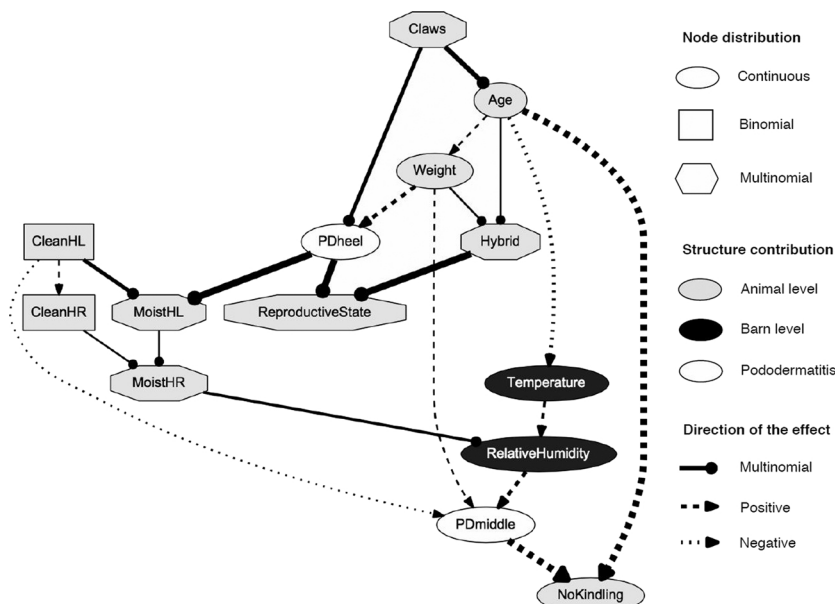 Claws
Age
Weight
CleanHL
PDheel
Hybrid
CleanHR
MoistHL
ReproductiveState
MoistHR
Temperature
RelativeHumidity
PDmiddle
NoKindling
Node distribution
Continuous
Binomial
Multinomial
Structure contribution
Animal level
Barn level
Pododermatitis
Direction of the effect
Multinomial
Positive
Negative